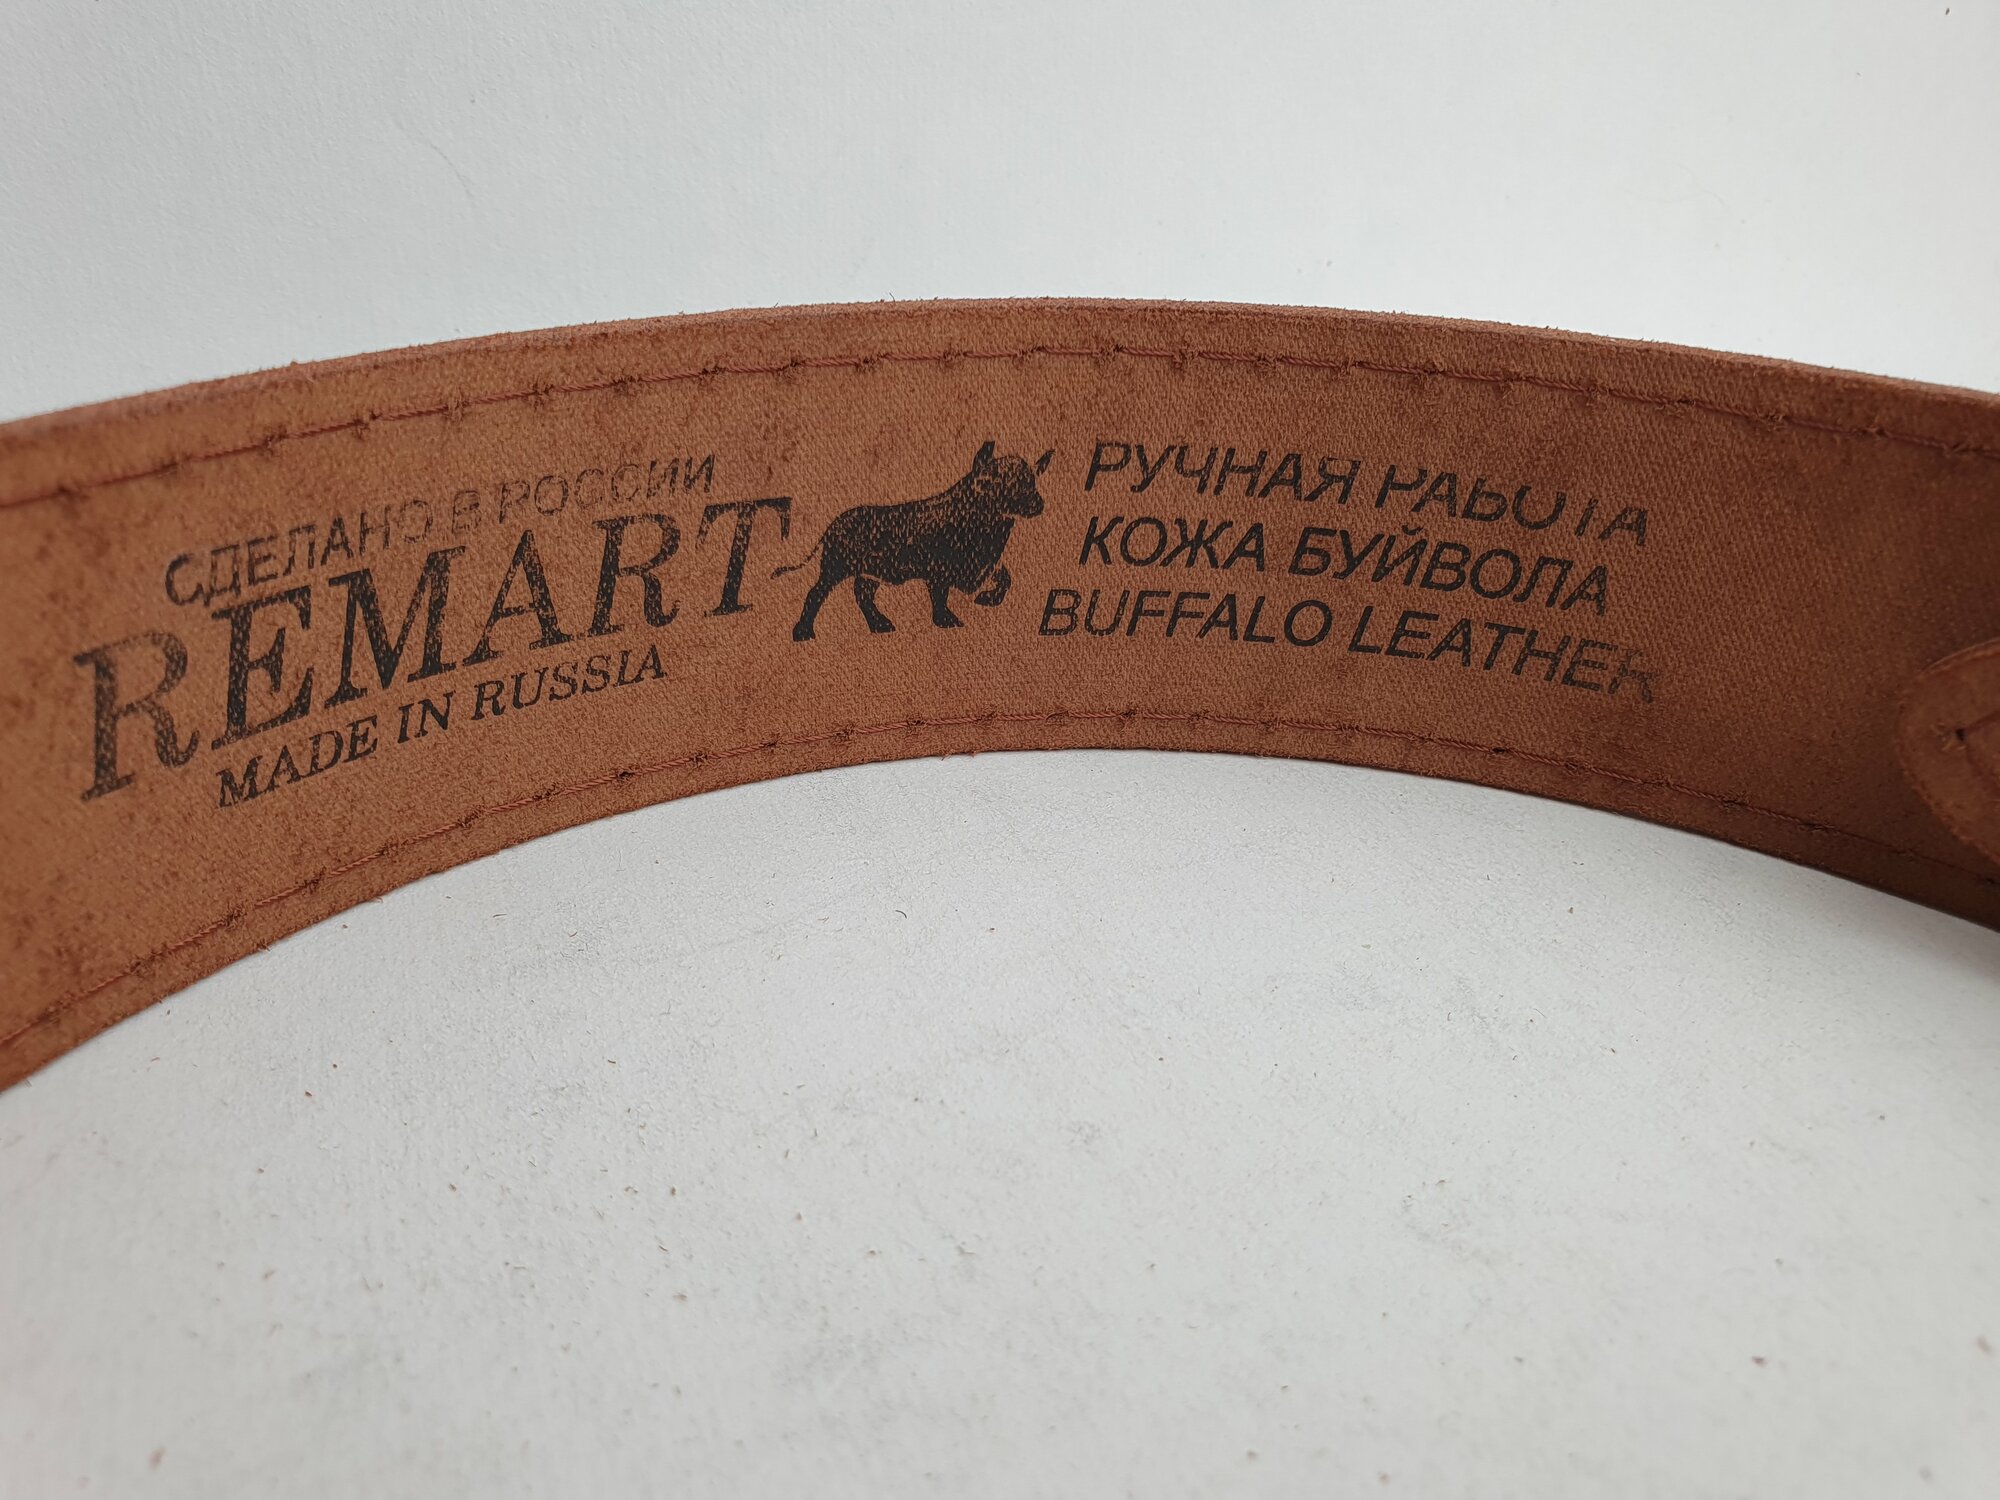 СДЕЛАНО В РОССИИ
REMART
MADE IN RUSSIA
РУЧНАЯ РАБОТА
КОЖА БУЙВОЛА
BUFFALO LEATHER